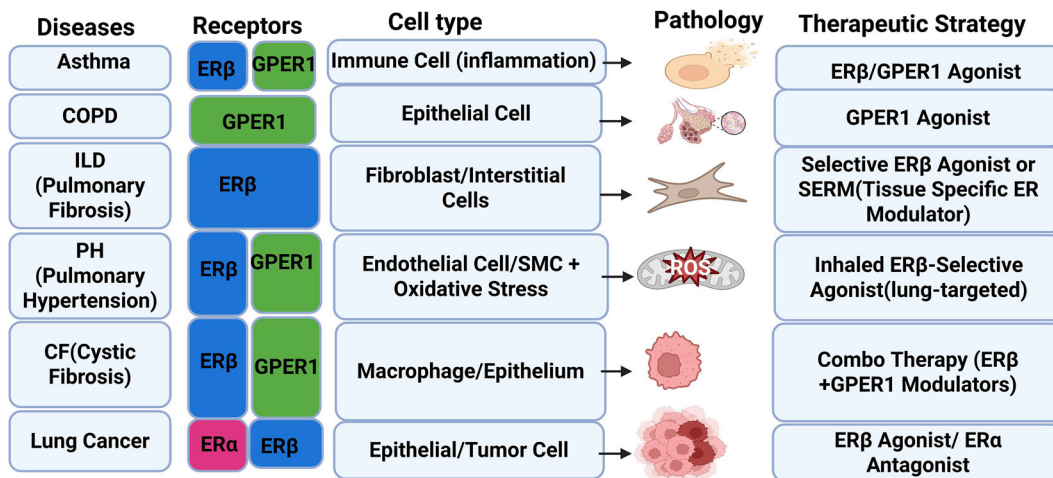 Diseases Receptors Cell type Pathology Therapeutic Strategy
Asthma ERβ GPER1 Immune Cell (inflammation) ERβ/GPER1 Agonist
COPD GPER1 Epithelial Cell GPER1 Agonist
ILD
(Pulmonary
Fibrosis)
ERβ
Fibroblast/Interstitial
Cells
Selective ERβ Agonist or
SERM(Tissue Specific ER
Modulator)
PH
(Pulmonary
Hypertension)
ERβ GPER1
Endothelial Cell/SMC +
Oxidative Stress
ROS
Inhaled ERβ-Selective
Agonist(lung-targeted)
CF(Cystic
Fibrosis)
ERβ GPER1
Macrophage/Epithelium
Combo Therapy (ERβ
+GPER1 Modulators)
Lung Cancer ERα ERβ Epithelial/Tumor Cell
ERβ Agonist/ ERα
Antagonist